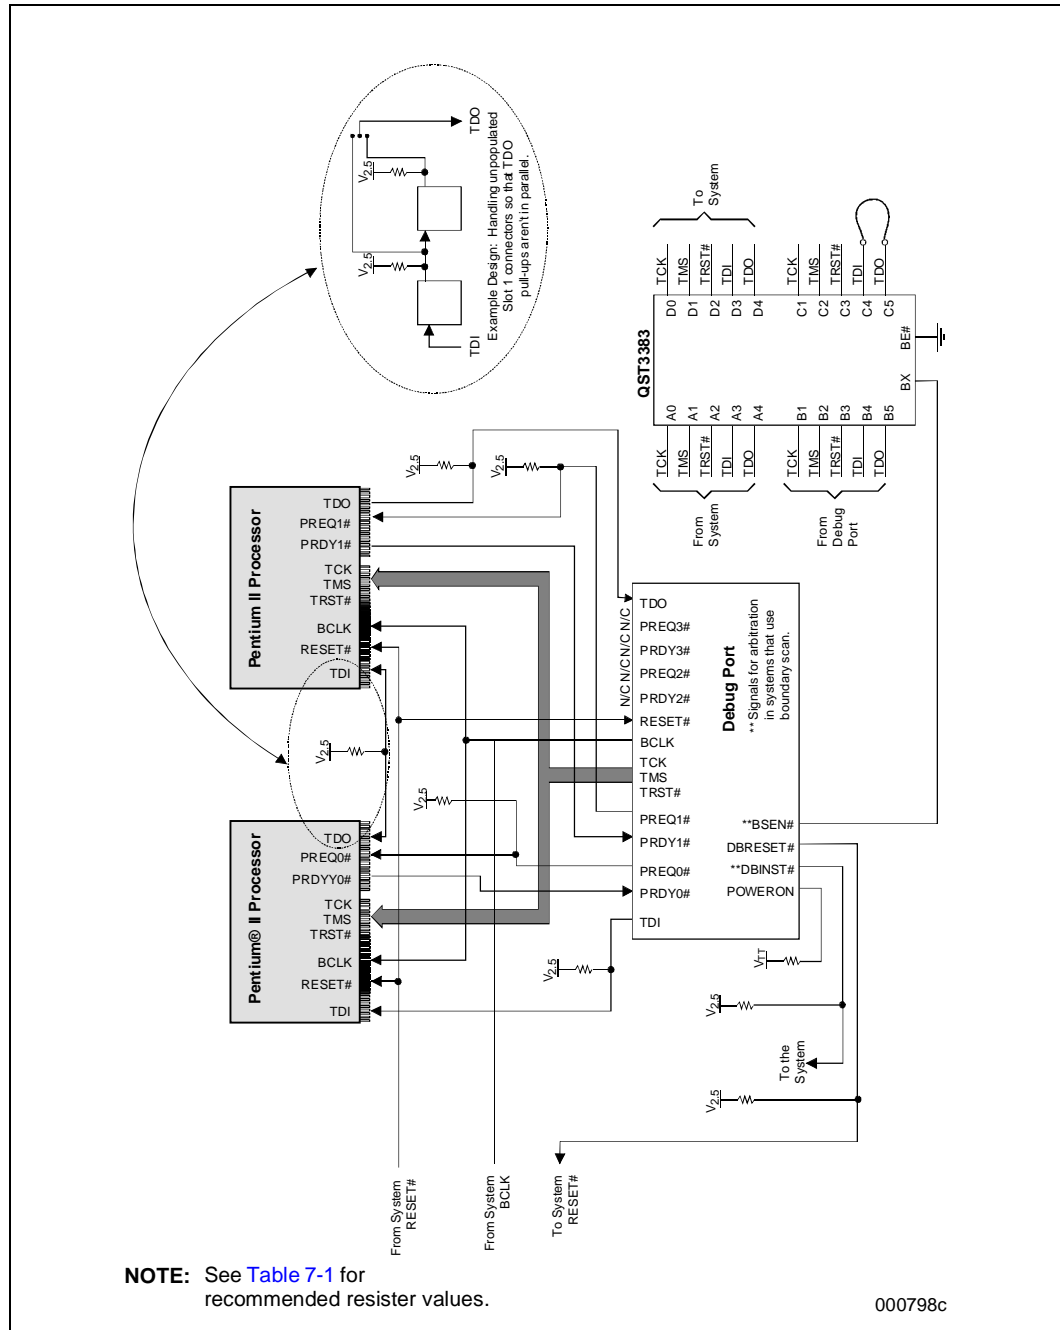 V2.5
TDO
V2.5
TDI
Example Design: Handling unpopulated
Slot 1 connectors so that TDO
pull-ups aren't in parallel.
To
System
TCK
TMS
TRST#
TDI
TDO
TCK
TMS
TRST#
TDI
TDO
D0
D1
D2
D3
D4
C1
C2
C3
C4
C5
QST3383
BE#
BX
A0
A1
A2
A3
A4
B1
B2
B3
B4
B5
TCK
TMS
TRST#
TDI
TDO
TCK
TMS
TRST#
TDI
TDO
From
System
From
Debug
Port
V2.5
V2.5
Pentium II Processor
TDO
PREQ1#
PRDY1#
TCK
TMS
TRST#
BCLK
RESET#
TDI
V2.5
V2.5
Pentium® II Processor
TDO
PREQ0#
PRDYY0#
TCK
TMS
TRST#
BCLK
RESET#
TDI
N/C N/C N/C N/C
TDO
PREQ3#
PRDY3#
PREQ2#
PRDY2#
RESET#
BCLK
TCK
TMS
TRST#
PREQ1#
PRDY1#
PREQ0#
PRDY0#
TDI
Debug Port
** Signals for arbitration
in systems that use
boundary scan.
**BSEN#
DBRESET#
**DBINST#
POWERON
V2.5
VTT
V2.5
To the
System
V2.5
From System
RESET#
From System
BCLK
To System
RESET#
NOTE: See Table 7-1 for
recommended resister values.
000798c